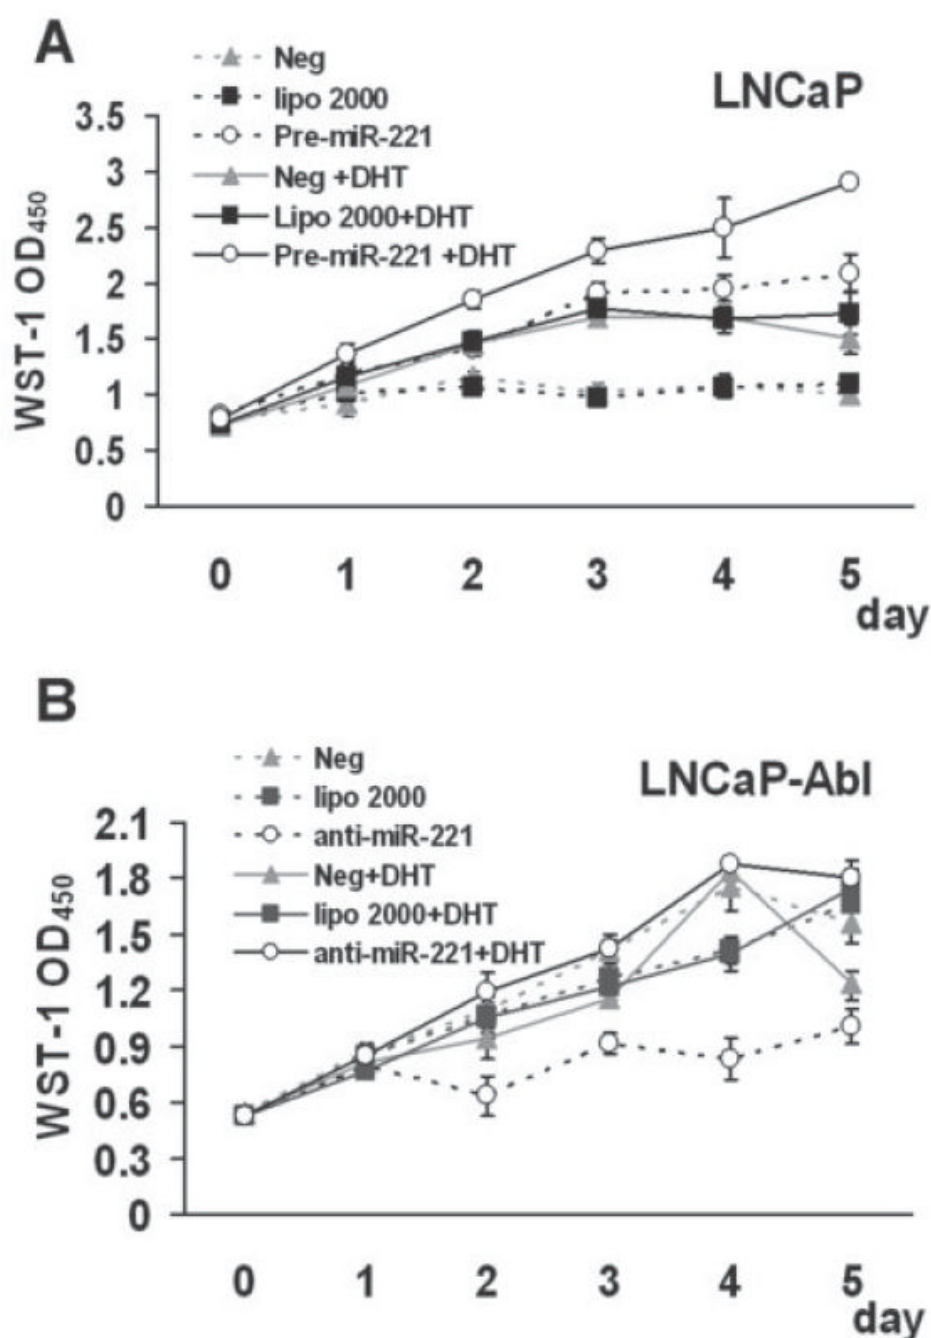 A
Neg
lipo 2000
Pre-miR-221
Neg +DHT
Lipo 2000+DHT
Pre-miR-221 +DHT
LNCaP
WST-1 OD450
3.5
3
2.5
2
1.5
1
0.5
0
0 1 2 3 4 5
day
B
Neg
lipo 2000
anti-miR-221
Neg+DHT
lipo 2000+DHT
anti-miR-221+DHT
LNCaP-Abl
WST-1 OD450
2.1
1.8
1.5
1.2
0.9
0.6
0.3
0
0 1 2 3 4 5
day